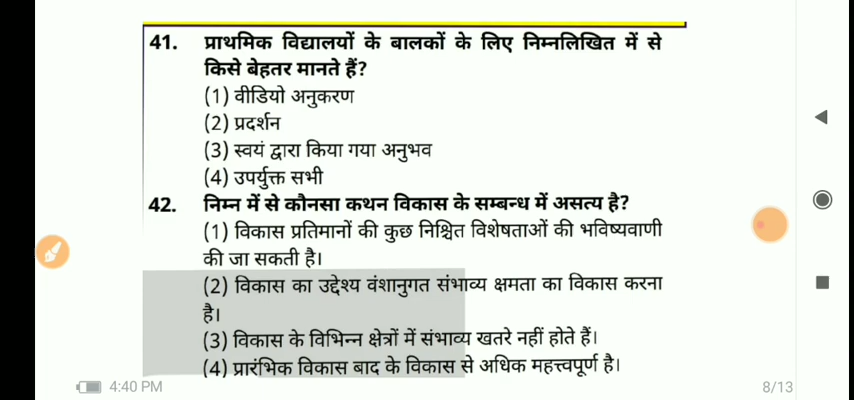 41. प्राथमिक विद्यालयों के बालकों के लिए निम्नलिखित में से
किसे बेहतर मानते हैं?
(1) वीडियो अनुकरण
(2) प्रदर्शन
(3) स्वयं द्वारा किया गया अनुभव
(4) उपर्युक्त सभी
42. निम्न में से कौनसा कथन विकास के सम्बन्ध में असत्य है?
(1) विकास प्रतिमानों की कुछ निश्चित विशेषताओं की भविष्यवाणी
की जा सकती है।
(2) विकास का उद्देश्य वंशानुगत संभाव्य क्षमता का विकास करना
है।
(3) विकास के विभिन्न क्षेत्रों में संभाव्य खतरे नहीं होते हैं।
(4) प्रारंभिक विकास बाद के विकास से अधिक महत्त्वपूर्ण है।
4:40 PM 8/13